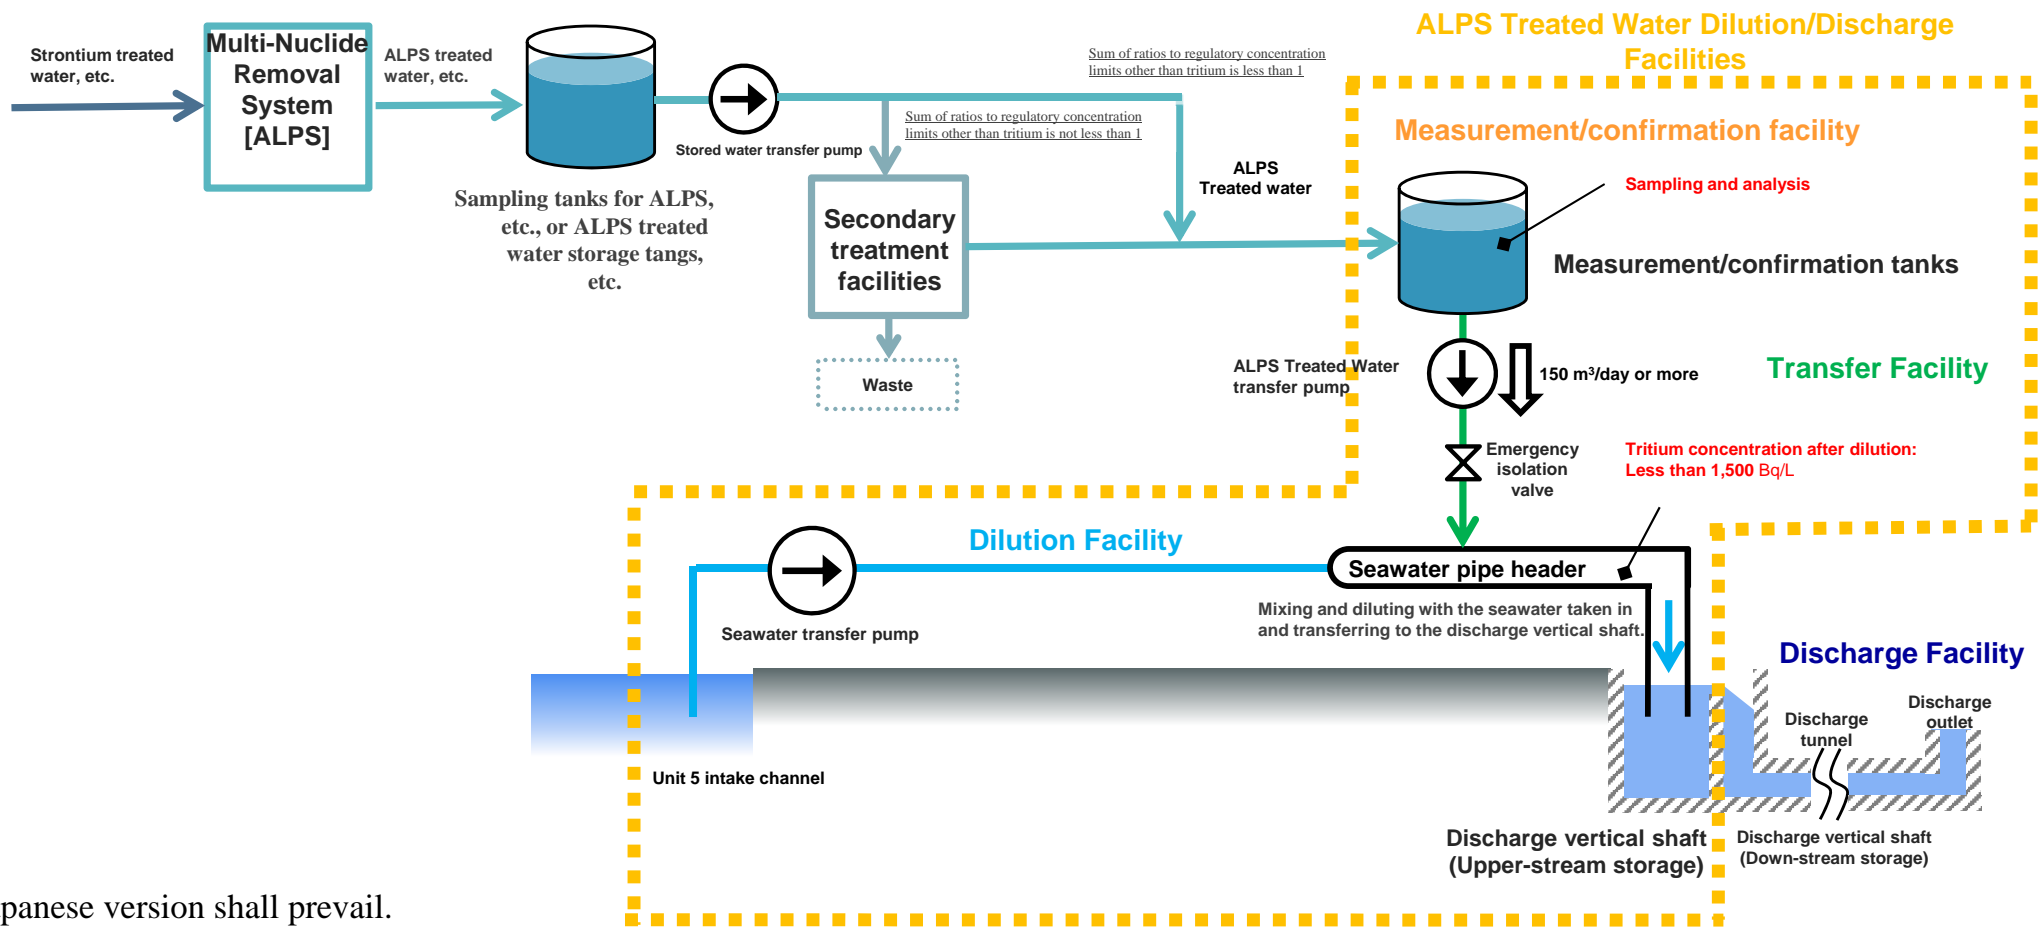 ALPS Treated Water Dilution/Discharge
Facilities
Strontium treated
water, etc.
Multi-Nuclide
Removal
System
[ALPS]
ALPS treated
water, etc.
Sum of ratios to regulatory concentration
limits other than tritium is less than 1
Sum of ratios to regulatory concentration
limits other than tritium is not less than 1
Stored water transfer pump
Measurement/confirmation facility
ALPS
Treated water
Sampling and analysis
Sampling tanks for ALPS,
etc., or ALPS treated
water storage tangs,
etc.
Secondary
treatment
facilities
Measurement/confirmation tanks
Waste
ALPS Treated Water
transfer pump
150 m³/day or more
Transfer Facility
Emergency
isolation
valve
Tritium concentration after dilution:
Less than 1,500 Bq/L
Dilution Facility
Seawater pipe header
Seawater transfer pump
Mixing and diluting with the seawater taken in
and transferring to the discharge vertical shaft.
Discharge Facility
Discharge
tunnel
Discharge
outlet
Unit 5 intake channel
Discharge vertical shaft
(Upper-stream storage)
Discharge vertical shaft
(Down-stream storage)
panese version shall prevail.